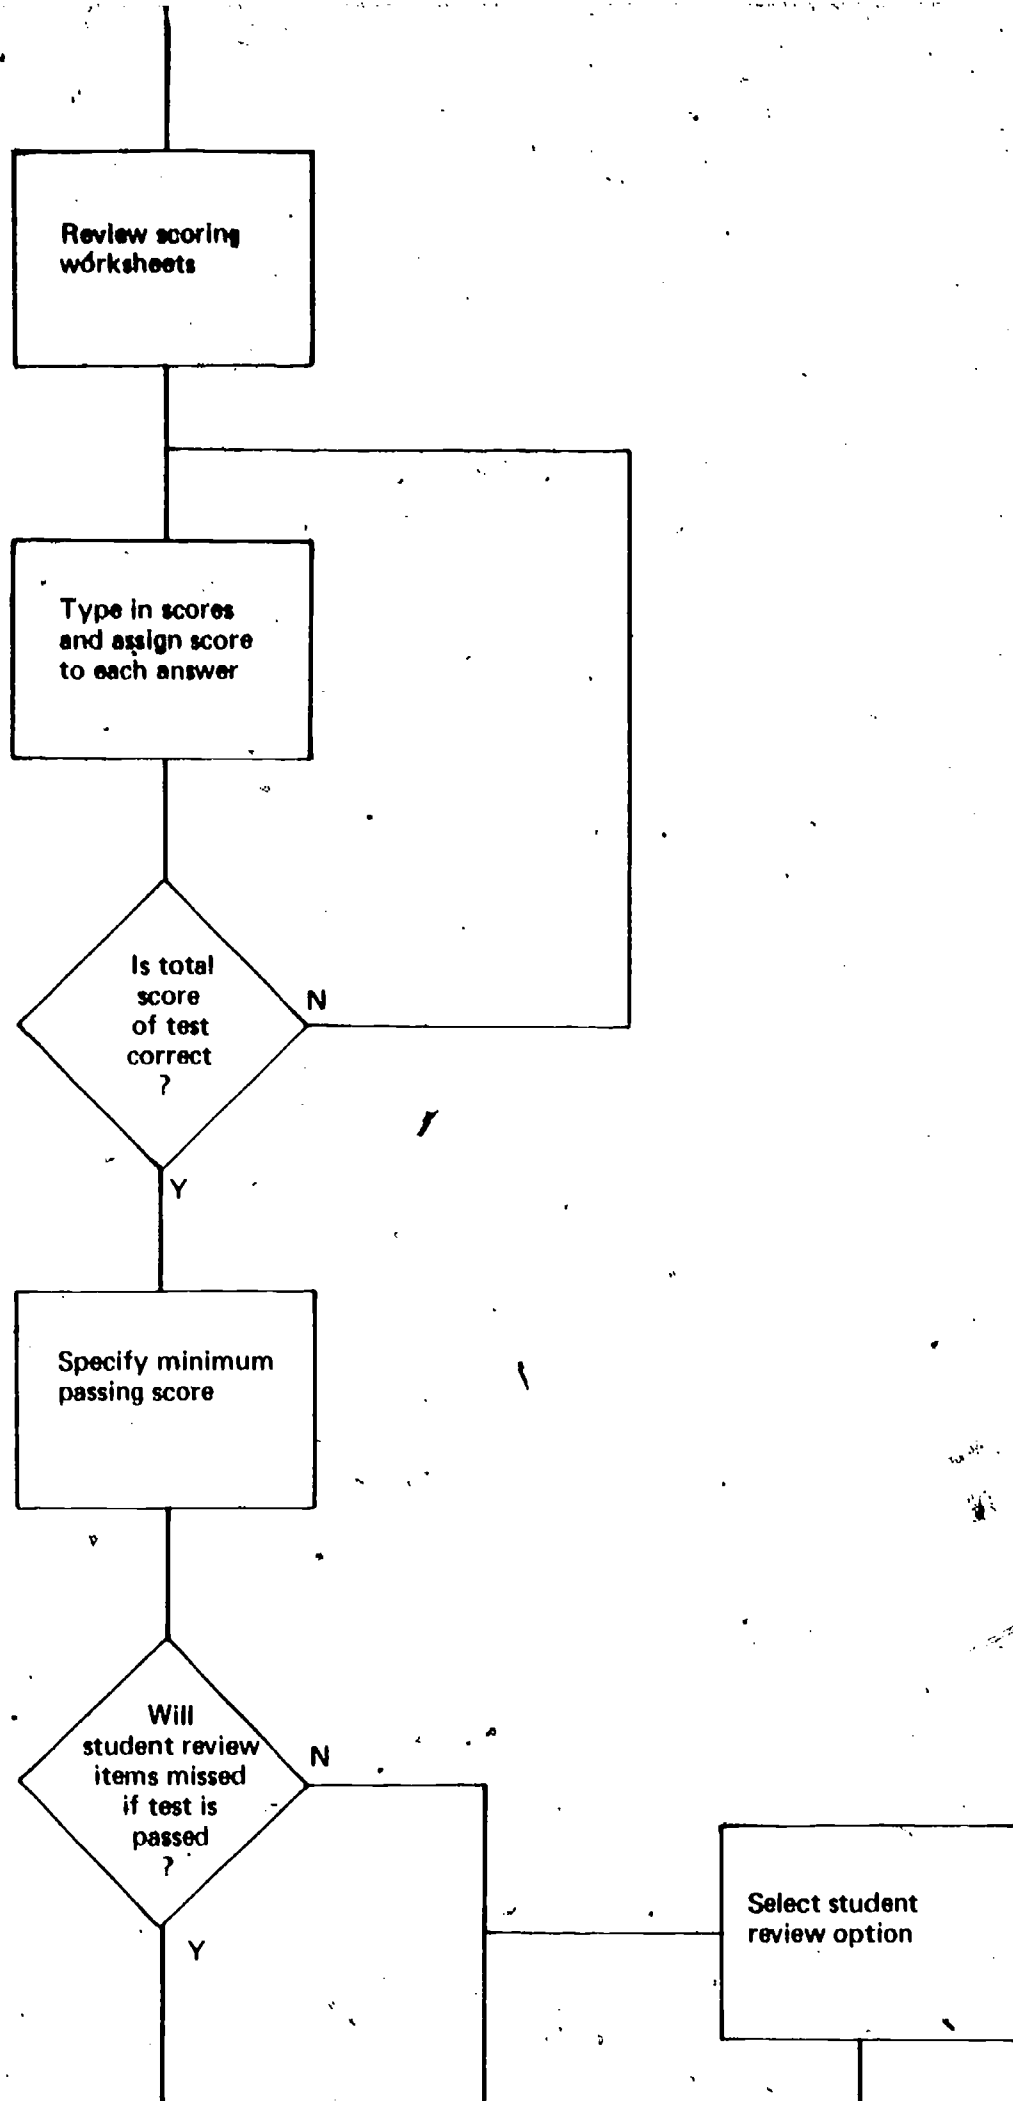 Review scoring
worksheets
Type in scores
and assign score
to each answer
Is total
score
of test
correct
?
N
Y
Specify minimum
passing score
Will
student review
items missed
if test is
passed
?
N
Y
Select student
review option